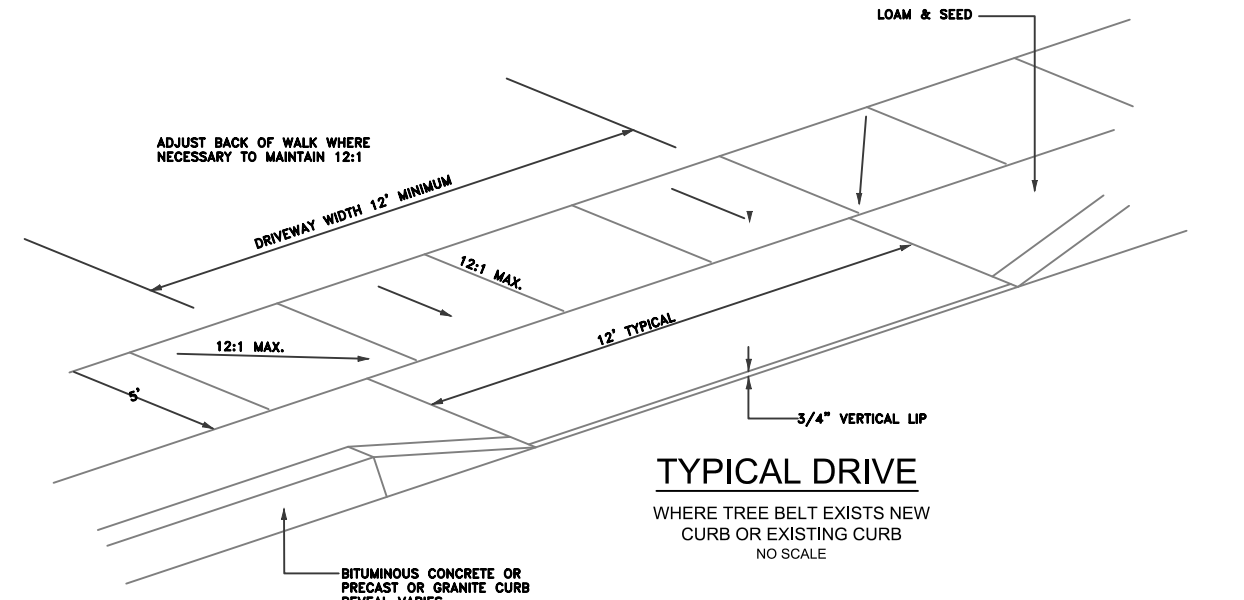 LOAM & SEED
ADJUST BACK OF WALK WHERE
NECESSARY TO MAINTAIN 12:1
DRIVEWAY WIDTH 12' MINIMUM
12:1 MAX.
12:1 MAX.
12' TYPICAL
5'
3/4" VERTICAL LIP
TYPICAL DRIVE
WHERE TREE BELT EXISTS NEW
CURB OR EXISTING CURB
NO SCALE
BITUMINOUS CONCRETE OR
PRECAST OR GRANITE CURB
REVEAL VARIES